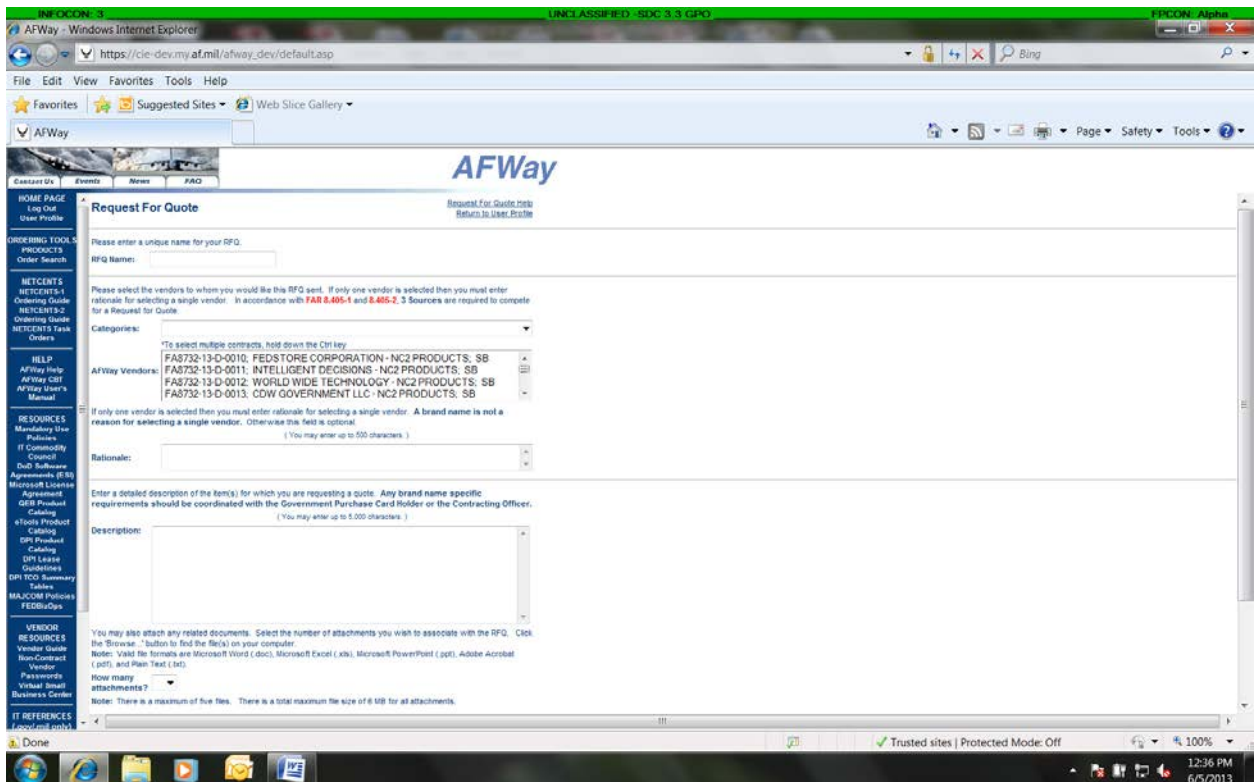 INFOCON: 3 UNCLASSIFIED -SDC 3.3 GPO FPCON: Alpha
AFWay - Windows Internet Explorer
https://cie-dev.my.af.mil/afway_dev/default.asp Bing
File Edit View Favorites Tools Help
Favorites Suggested Sites Web Slice Gallery
AFWay Page Safety Tools
AFWay
Contact Us Events News FAQ
HOME PAGE
Log Out
User Profile
ORDERING TOOLS
PRODUCTS
Order Search
NETCENTS
NETCENTS-1
Ordering Guide
NETCENTS-2
Ordering Guide
NETCENTS Task
Orders
HELP
AFWay Help
AFWay CBT
AFWay User's
Manual
RESOURCES
Mandatory Use
Policies
IT Commodity
Council
DoD Software
Agreements (ESI)
Microsoft License
Agreement
QEB Product
Catalog
eTools Product
Catalog
DPI Product
Catalog
DPI Lease
Guidelines
DPI TCO Summary
Tables
MAJCOM Policies
FEDBizOps
VENDOR
RESOURCES
Vendor Guide
Non-Contract
Vendor
Passwords
Virtual Small
Business Center
IT REFERENCES
(.gov/.mil only)
Request For Quote
Request For Quote Help
Return to User Profile
Please enter a unique name for your RFQ.
RFQ Name:
Please select the vendors to whom you would like this RFQ sent. If only one vendor is selected then you must enter
rationale for selecting a single vendor. In accordance with FAR 8.405-1 and 8.405-2, 3 Sources are required to compete
for a Request for Quote
Categories:
*To select multiple contracts, hold down the Ctrl key
AFWay Vendors:
FA8732-13-D-0010; FEDSTORE CORPORATION - NC2 PRODUCTS; SB
FA8732-13-D-0011; INTELLIGENT DECISIONS - NC2 PRODUCTS; SB
FA8732-13-D-0012; WORLD WIDE TECHNOLOGY - NC2 PRODUCTS; SB
FA8732-13-D-0013; CDW GOVERNMENT LLC - NC2 PRODUCTS; SB
If only one vendor is selected then you must enter rationale for selecting a single vendor. A brand name is not a
reason for selecting a single vendor. Otherwise this field is optional.
( You may enter up to 500 characters. )
Rationale:
Enter a detailed description of the item(s) for which you are requesting a quote. Any brand name specific
requirements should be coordinated with the Government Purchase Card Holder or the Contracting Officer.
( You may enter up to 5,000 characters. )
Description:
You may also attach any related documents. Select the number of attachments you wish to associate with the RFQ. Click
the 'Browse...' button to find the file(s) on your computer.
Note: Valid file formats are Microsoft Word (.doc), Microsoft Excel (.xls), Microsoft PowerPoint (.ppt), Adobe Acrobat
(.pdf), and Plain Text (.txt).
How many
attachments?
Note: There is a maximum of five files. There is a total maximum file size of 6 MB for all attachments.
Done Trusted sites | Protected Mode: Off 100%
12:36 PM
6/5/2013